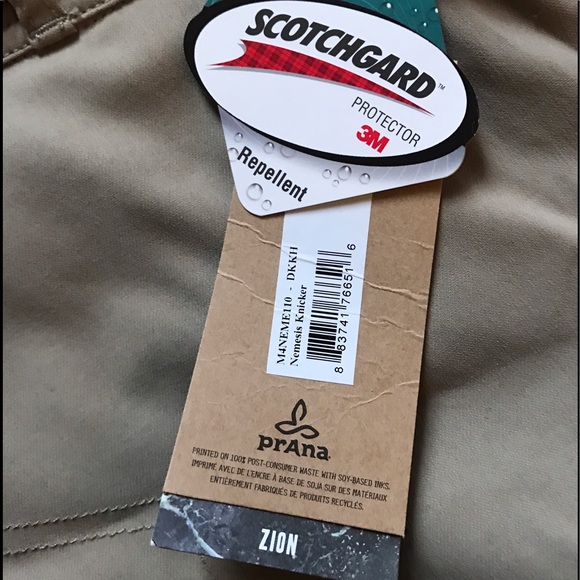 SCOTCHGARD™
PROTECTOR
3M
Repellent
M4NEME110 - DKKH
Nemesis Knicker
8 83741 76651 6
prAna
PRINTED ON 100% POST-CONSUMER WASTE WITH SOY-BASED INKS.
IMPRIMÉ AVEC DE L'ENCRE À BASE DE SOJA SUR DES MATÉRIAUX
ENTIÈREMENT FABRIQUÉS DE PRODUITS RECYCLÉS.
ZION